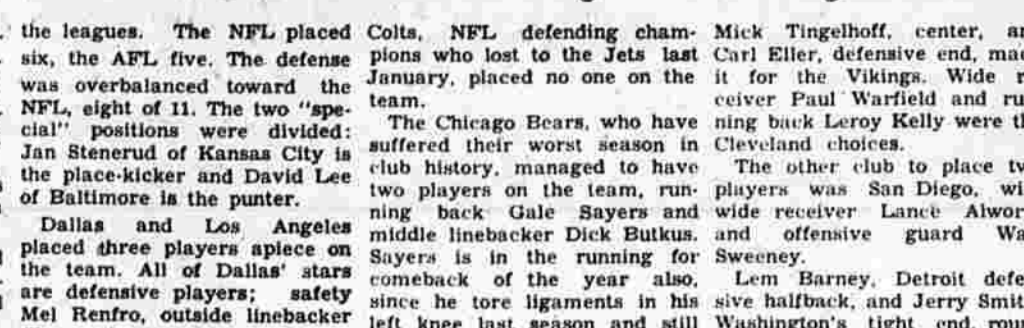 the leagues. The NFL placed
six, the AFL five. The defense
was overbalanced toward the
NFL, eight of 11. The two "spe-
cial" positions were divided:
Jan Stenerud of Kansas City is
the place-kicker and David Lee
of Baltimore is the punter.
Dallas and Los Angeles
placed three players apiece on
the team. All of Dallas' stars
are defensive players; safety
Mel Renfro, outside linebacker
Colts, NFL defending cham-
pions who lost to the Jets last
January, placed no one on the
team.
The Chicago Bears, who have
suffered their worst season in
club history, managed to have
two players on the team, run-
ning back Gale Sayers and
middle linebacker Dick Butkus.
Sayers is in the running for
comeback of the year also,
since he tore ligaments in his
left knee last season and still
Mick Tingelhoff, center,
Carl Eller, defensive end,
it for the Vikings. Wide
ceiver Paul Warfield and
ning back Leroy Kelly were
Cleveland choices.
The other club to place
players was San Diego,
wide receiver Lance
and offensive guard
Sweeney.
Lem Barney, Detroit
sive halfback, and Jerry
Washington's tight end